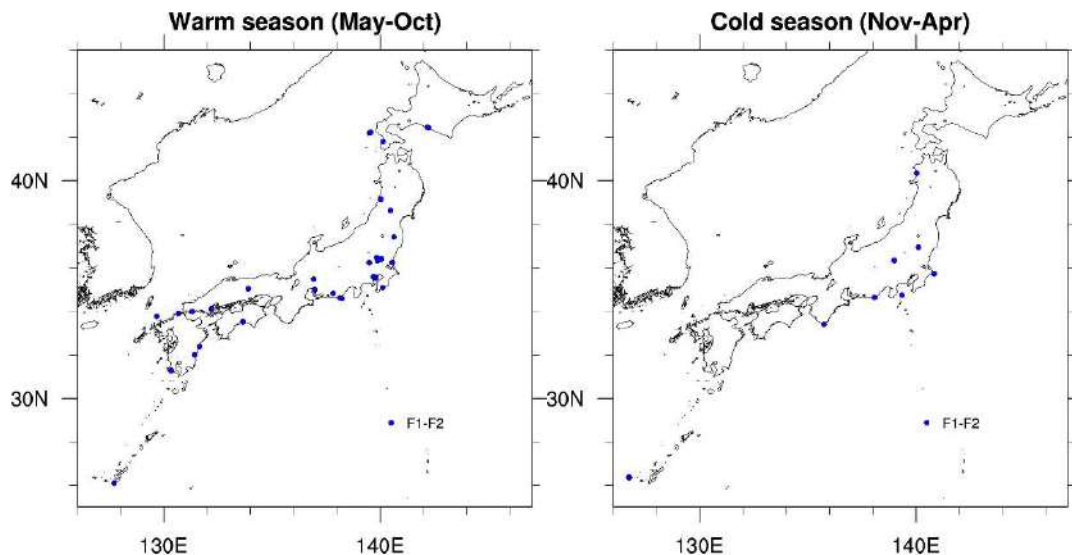 Warm season (May-Oct)
Cold season (Nov-Apr)
40N
40N
30N
30N
F1-F2
F1-F2
130E
140E
130E
140E